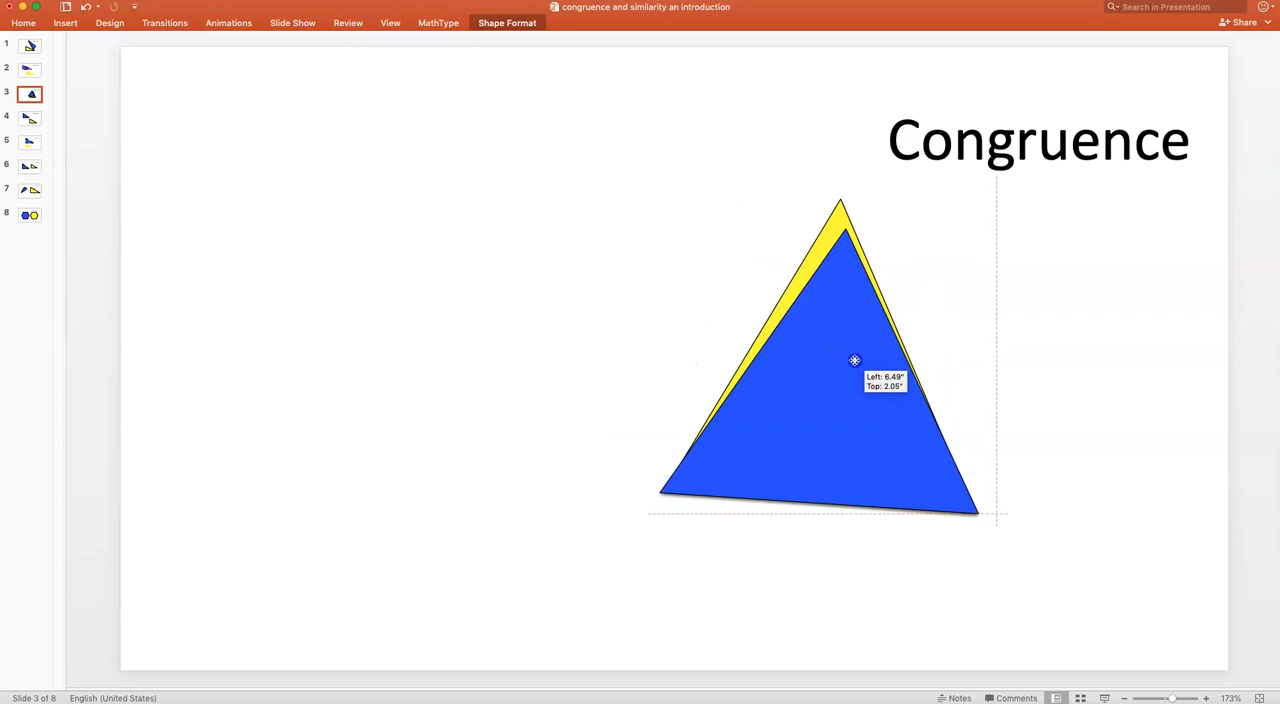 congruence and similarity an introduction
Search in Presentation
Home Insert Design Transitions Animations Slide Show Review View MathType Shape Format
Share
1
2
3
4
5
6
7
8
Congruence
Left: 6.49"
Top: 2.05"
Slide 3 of 8 English (United States) Notes Comments 173%